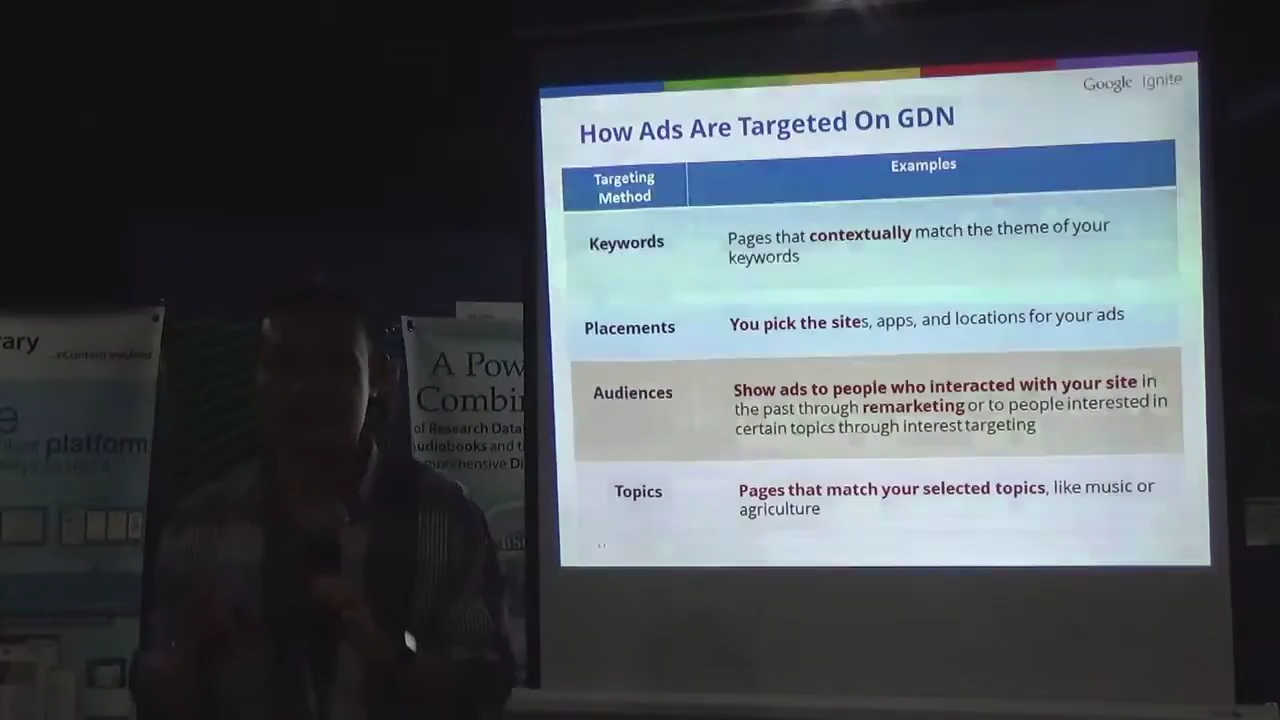 Google Ignite
How Ads Are Targeted On GDN
Targeting
Method
Examples
Keywords
Pages that contextually match the theme of your
keywords
Placements
You pick the sites, apps, and locations for your ads
Audiences
Show ads to people who interacted with your site in
the past through remarketing or to people interested in
certain topics through interest targeting
Topics
Pages that match your selected topics, like music or
agriculture
17
rary
e
platform
A Pow
Combi
of Research Data
udiobooks and t
mprehensive Di